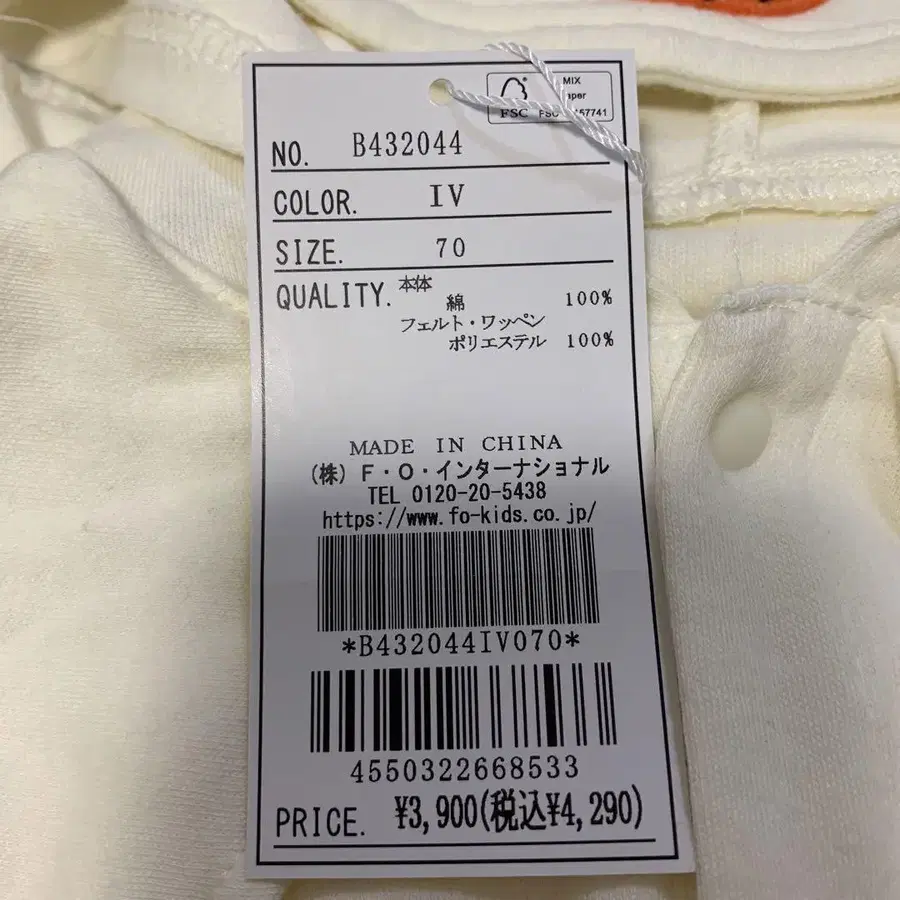 MIX
FSC
NO. B432044
COLOR. IV
SIZE. 70
QUALITY. 本体
綿 100%
フェルト・ワッペン
ポリエステル 100%
MADE IN CHINA
(株) F・O・インターナショナル
TEL 0120-20-5438
https://www.fo-kids.co.jp/
*B432044IV070*
4550322668533
PRICE. ¥3,900(税込¥4,290)